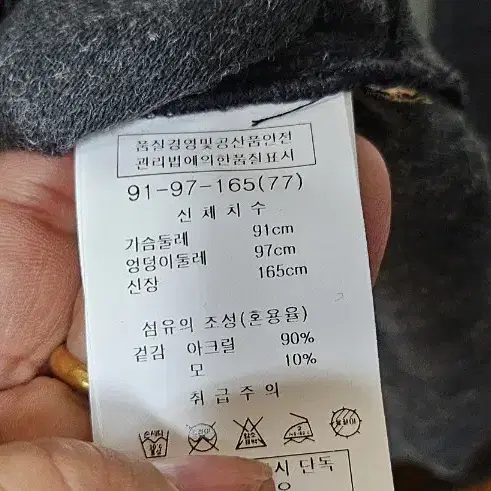 품질경영및공산품안전
관리법에의한품질표시
91-97-165(77)
신 체 치 수
가슴둘레 91cm
엉덩이둘레 97cm
신장 165cm
섬유의 조성(혼용율)
겉감 아크릴 90%
모 10%
취 급 주 의
시 단독